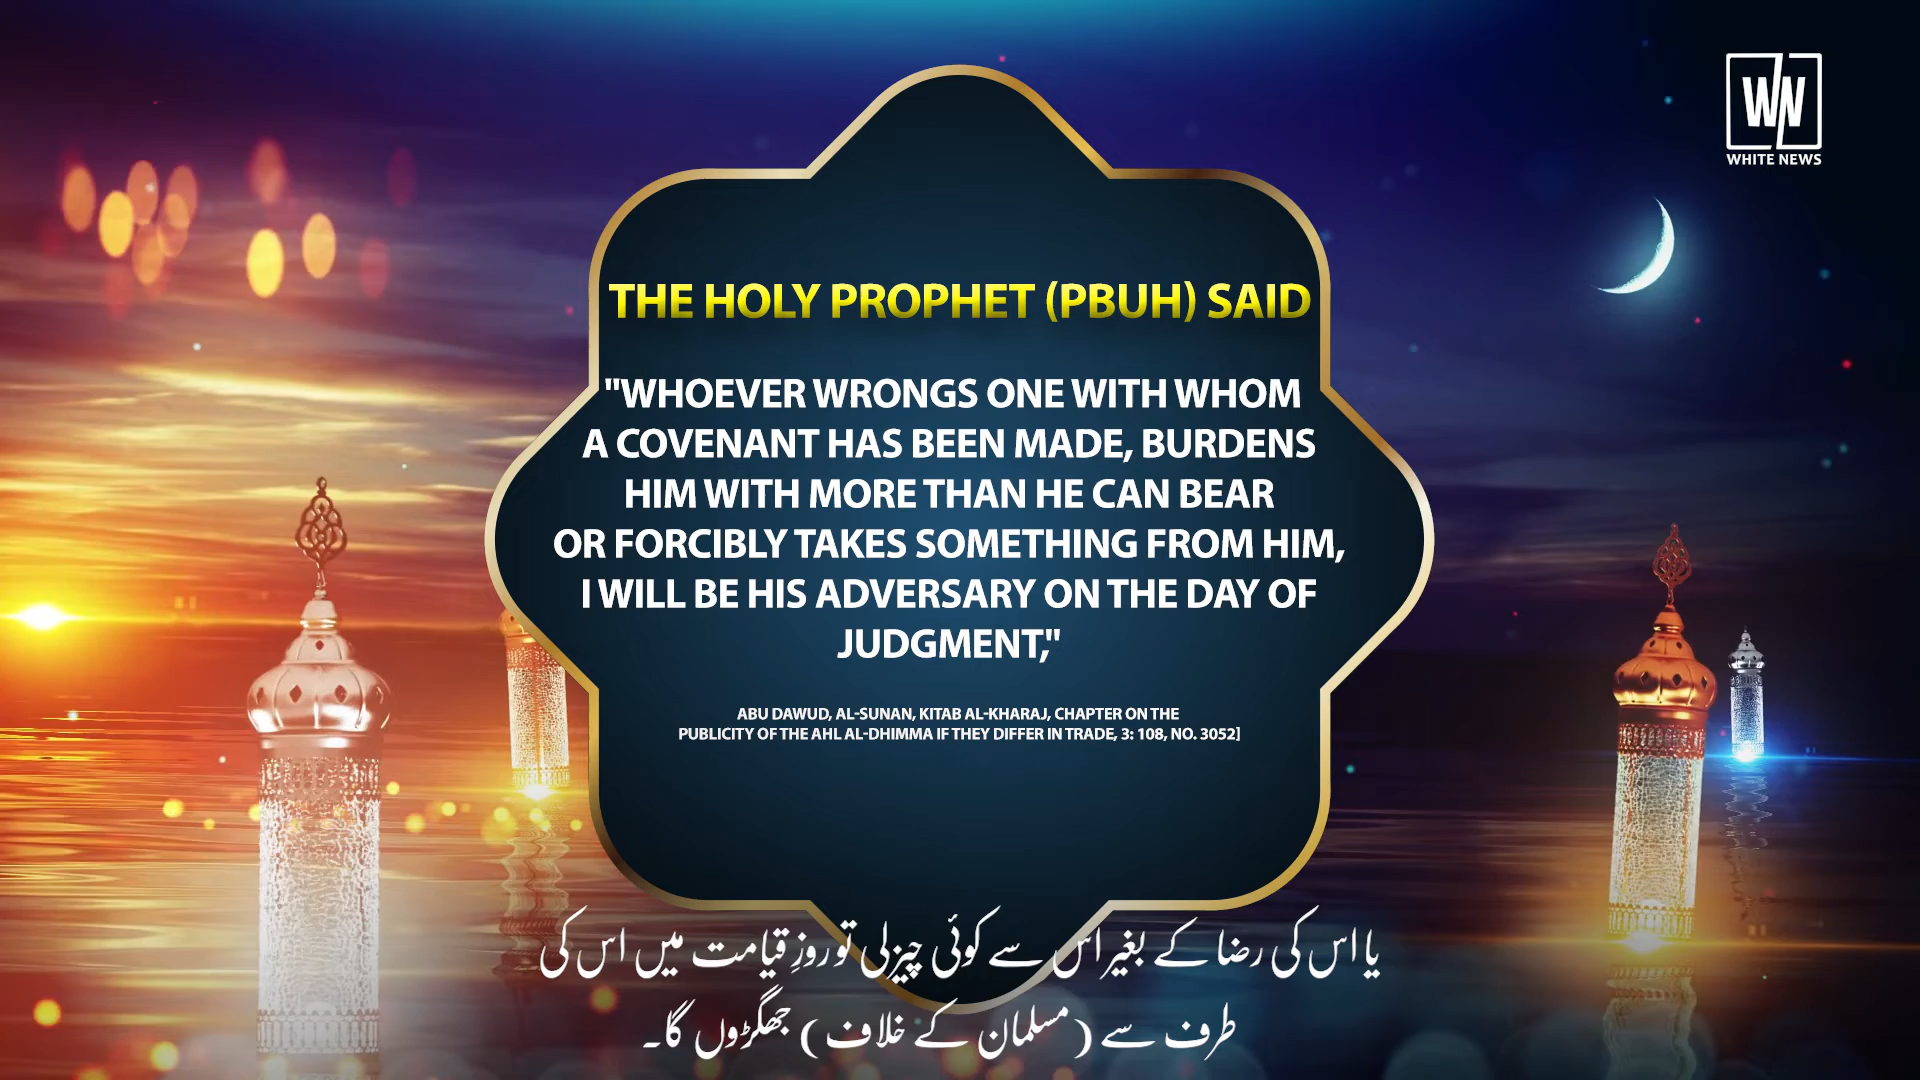 WN
WHITE NEWS
THE HOLY PROPHET (PBUH) SAID
"WHOEVER WRONGS ONE WITH WHOM
A COVENANT HAS BEEN MADE, BURDENS
HIM WITH MORE THAN HE CAN BEAR
OR FORCIBLY TAKES SOMETHING FROM HIM,
I WILL BE HIS ADVERSARY ON THE DAY OF
JUDGMENT,"
ABU DAWUD, AL-SUNAN, KITAB AL-KHARAJ, CHAPTER ON THE
PUBLICITY OF THE AHL AL-DHIMMA IF THEY DIFFER IN TRADE, 3: 108, NO. 3052]
یا اس کی رضا کے بغیر اس سے کوئی چیز لی تو روزِ قیامت میں اس کی
طرف سے (مسلمان کے خلاف) جھگڑوں گا۔